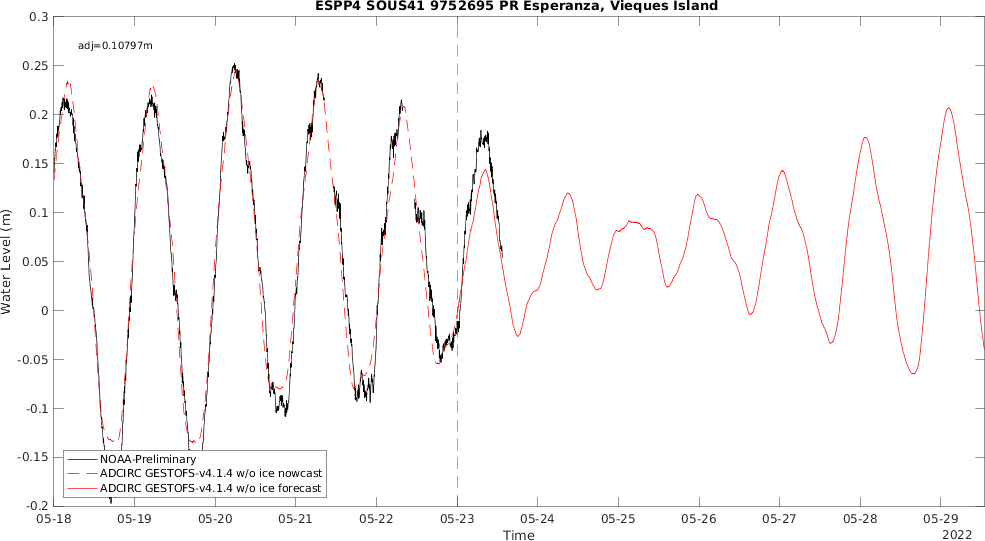 ESPP4 SOUS41 9752695 PR Esperanza, Vieques Island
adj=0.10797m
Water Level (m)
0.3
0.25
0.2
0.15
0.1
0.05
0
-0.05
-0.1
-0.15
-0.2
NOAA-Preliminary
ADCIRC GESTOFS-v4.1.4 w/o ice nowcast
ADCIRC GESTOFS-v4.1.4 w/o ice forecast
05-18 05-19 05-20 05-21 05-22 05-23 05-24 05-25 05-26 05-27 05-28 05-29
Time
2022